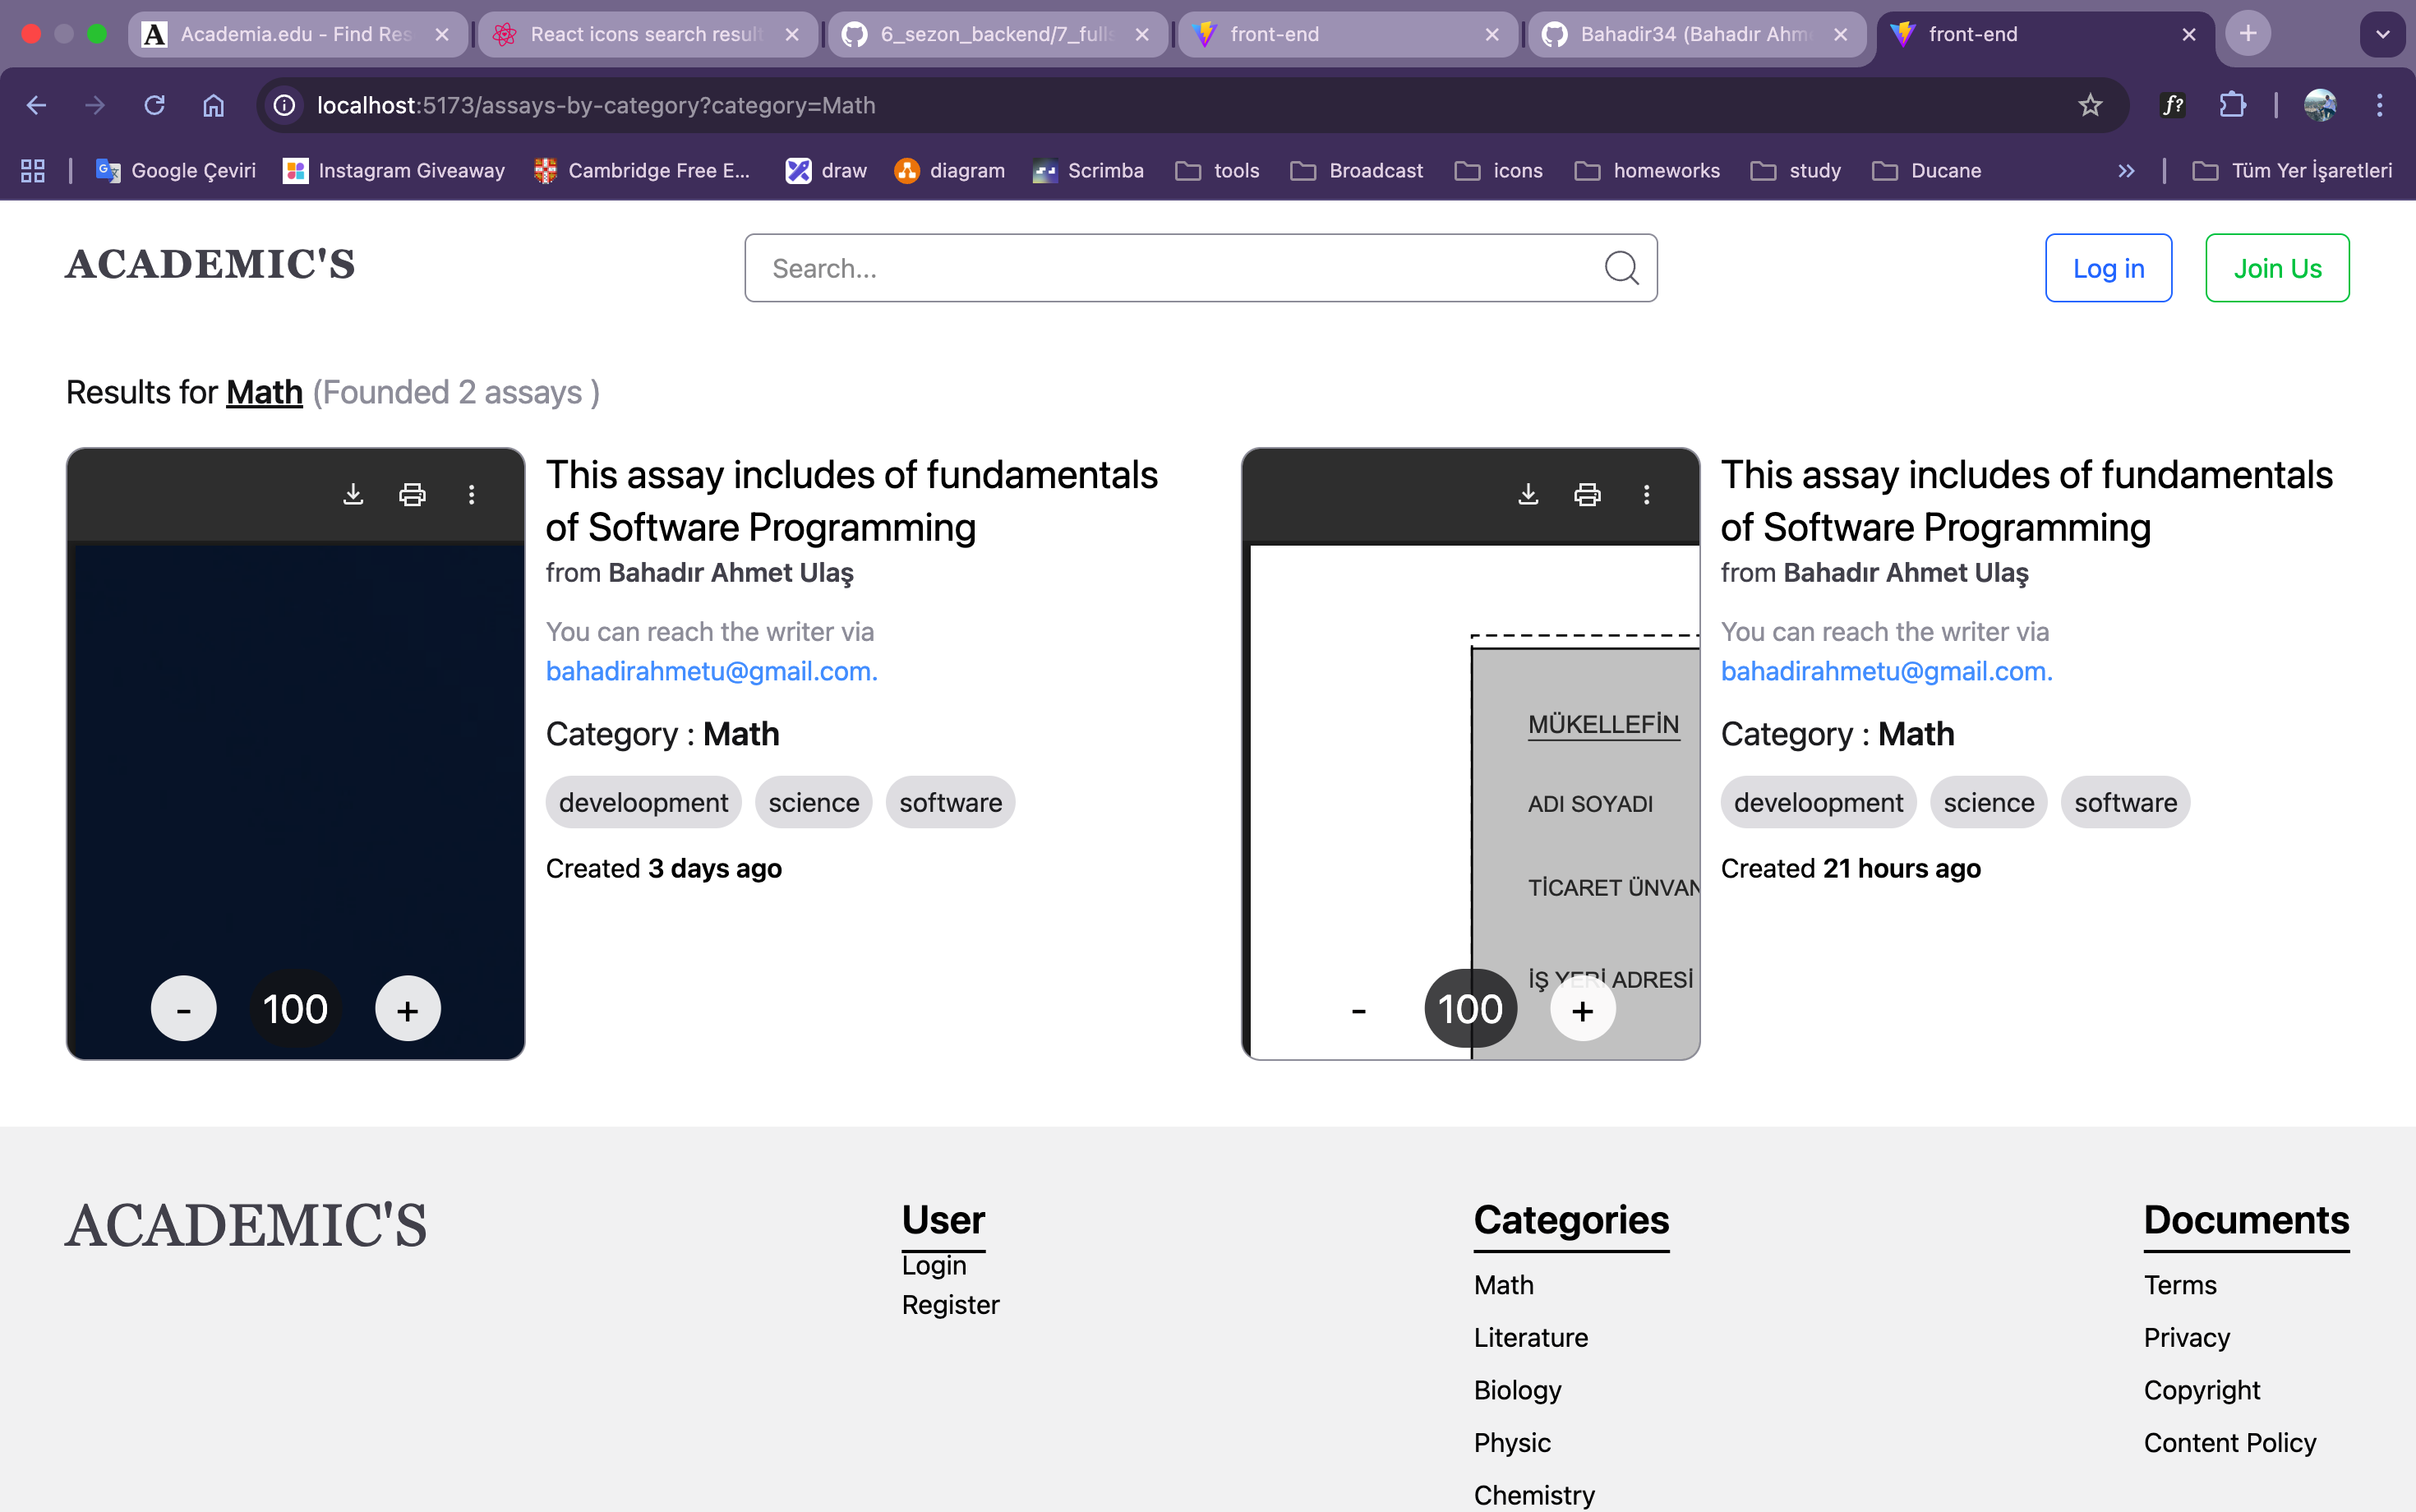 Academia.edu - Find Res
React icons search result
6_sezon_backend/7_fulls
front-end
Bahadir34 (Bahadır Ahm
front-end
localhost:5173/assays-by-category?category=Math
f?
Google Çeviri
Instagram Giveaway
Cambridge Free E...
draw
diagram
Scrimba
tools
Broadcast
icons
homeworks
study
Ducane
Tüm Yer İşaretleri
ACADEMIC'S
Search...
Log in
Join Us
Results for Math (Founded 2 assays )
This assay includes of fundamentals
of Software Programming
from Bahadır Ahmet Ulaş
You can reach the writer via
bahadirahmetu@gmail.com.
Category : Math
develoopment
science
software
Created 3 days ago
- 100 +
MÜKELLEFİN
ADI SOYADI
TİCARET ÜNVAN
İŞ YERİ ADRESİ
- 100 +
This assay includes of fundamentals
of Software Programming
from Bahadır Ahmet Ulaş
You can reach the writer via
bahadirahmetu@gmail.com.
Category : Math
develoopment
science
software
Created 21 hours ago
ACADEMIC'S
User
Login
Register
Categories
Math
Literature
Biology
Physic
Chemistry
Documents
Terms
Privacy
Copyright
Content Policy